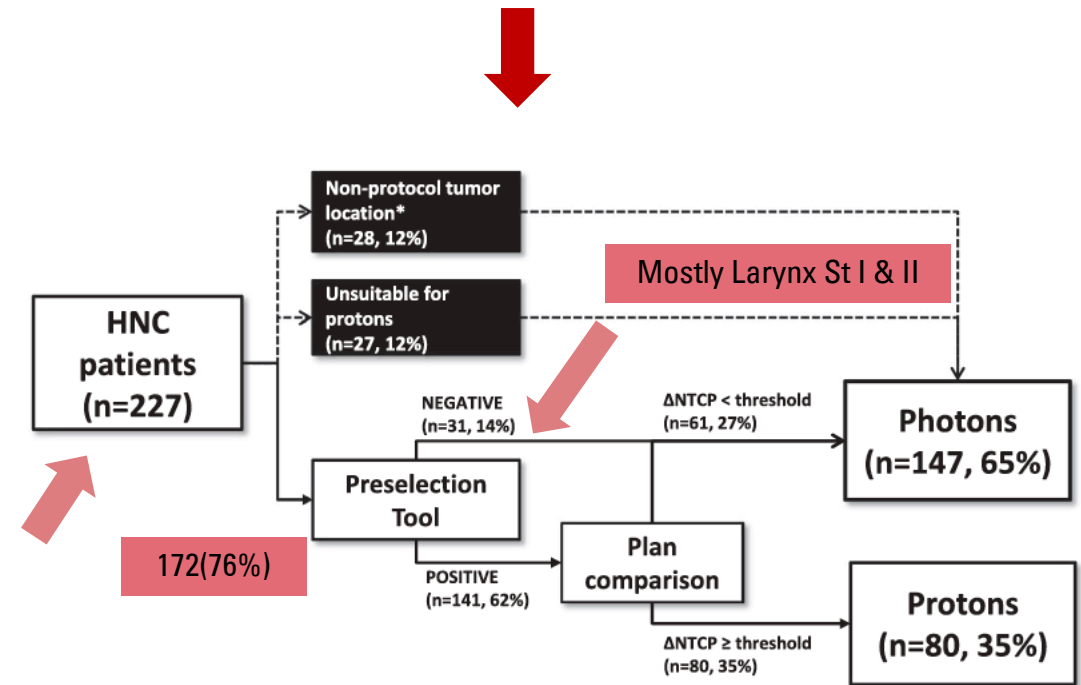 Non-protocol tumor
location*
(n=28, 12%)
Mostly Larynx St I & II
Unsuitable for
protons
(n=27, 12%)
HNC
patients
(n=227)
NEGATIVE
(n=31, 14%)
ΔNTCP < threshold
(n=61, 27%)
Photons
(n=147, 65%)
Preselection
Tool
172(76%)
POSITIVE
(n=141, 62%)
Plan
comparison
Protons
(n=80, 35%)
ΔNTCP ≥ threshold
(n=80, 35%)